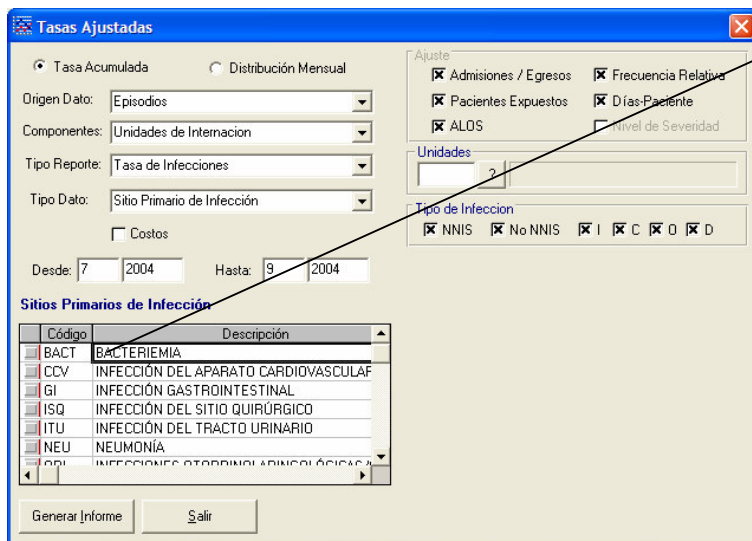 Tasas Ajustadas
Tasa Acumulada Distribución Mensual
Origen Dato: Episodios
Componentes: Unidades de Internacion
Tipo Reporte: Tasa de Infecciones
Tipo Dato: Sitio Primario de Infección
Costos
Desde: 7 2004 Hasta: 9 2004
Sitios Primarios de Infección
Código Descripción
BACT BACTERIEMIA
CCV INFECCIÓN DEL APARATO CARDIOVASCULAR
GI INFECCIÓN GASTROINTESTINAL
ISQ INFECCIÓN DEL SITIO QUIRÚRGICO
ITU INFECCIÓN DEL TRACTO URINARIO
NEU NEUMONÍA
Generar Informe Salir
Ajuste
Admisiones / Egresos Frecuencia Relativa
Pacientes Expuestos Días-Paciente
ALOS Nivel de Severidad
Unidades
?
Tipo de Infeccion
NNIS No NNIS I C O D